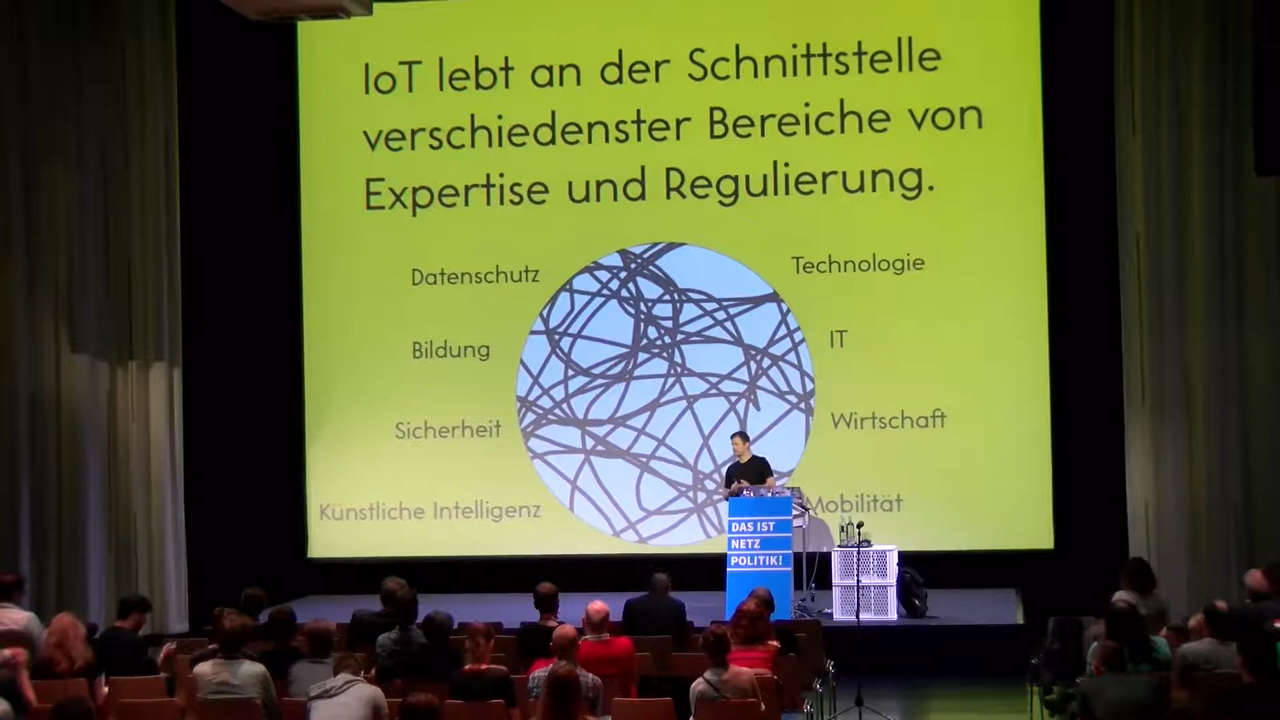 IoT lebt an der Schnittstelle
verschiedenster Bereiche von
Expertise und Regulierung.
Datenschutz
Technologie
Bildung
IT
Sicherheit
Wirtschaft
Künstliche Intelligenz
Mobilität
DAS IST
NETZ
POLITIK!